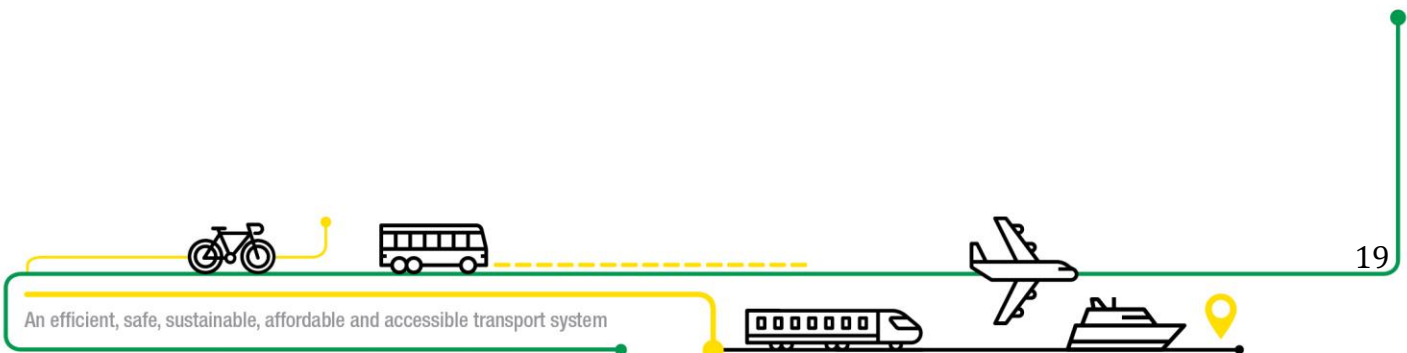 19
An efficient, safe, sustainable, affordable and accessible transport system